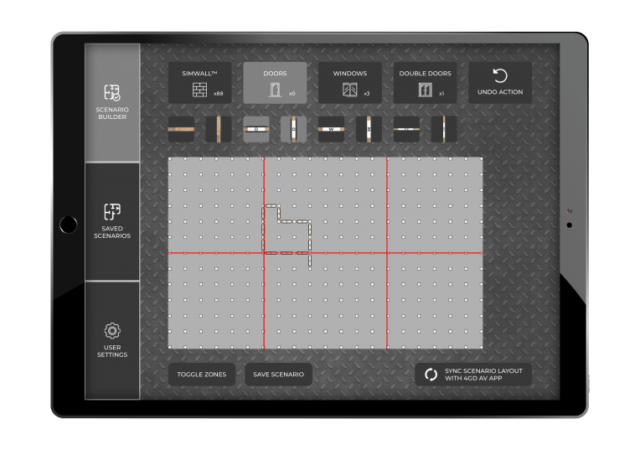 SCENARIO
BUILDER
SAVED
SCENARIOS
USER
SETTINGS
SIMWALL™
x88
DOORS
x6
WINDOWS
x3
DOUBLE DOORS
x1
UNDO ACTION
TOGGLE ZONES
SAVE SCENARIO
SYNC SCENARIO LAYOUT
WITH 4GD AV APP